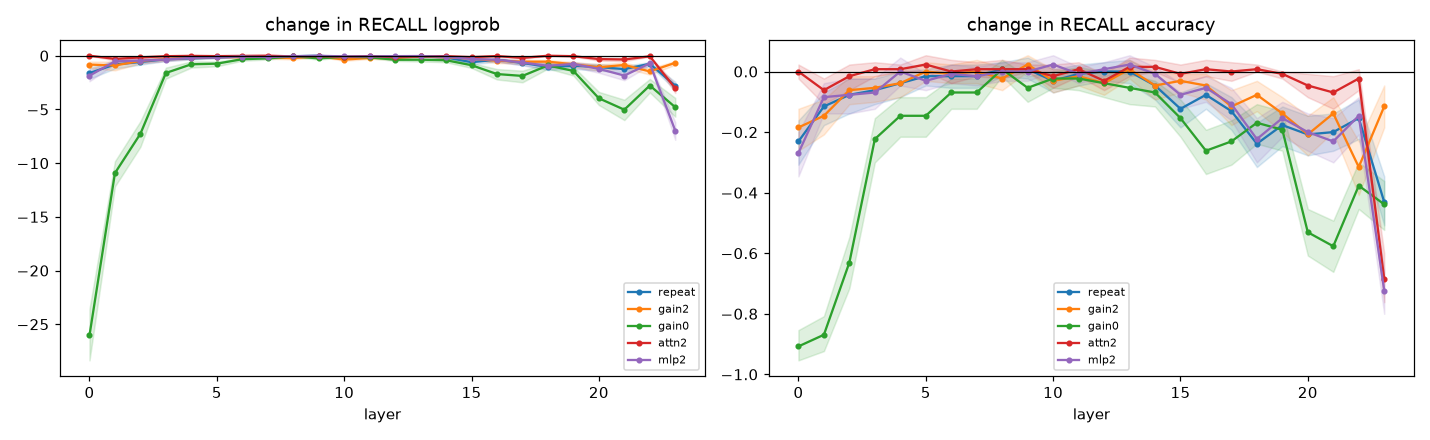 change in RECALL logprob
0
−5
−10
−15
−20
−25
0 5 10 15 20
layer
repeat
gain2
gain0
attn2
mlp2
change in RECALL accuracy
0.0
−0.2
−0.4
−0.6
−0.8
−1.0
0 5 10 15 20
layer
repeat
gain2
gain0
attn2
mlp2